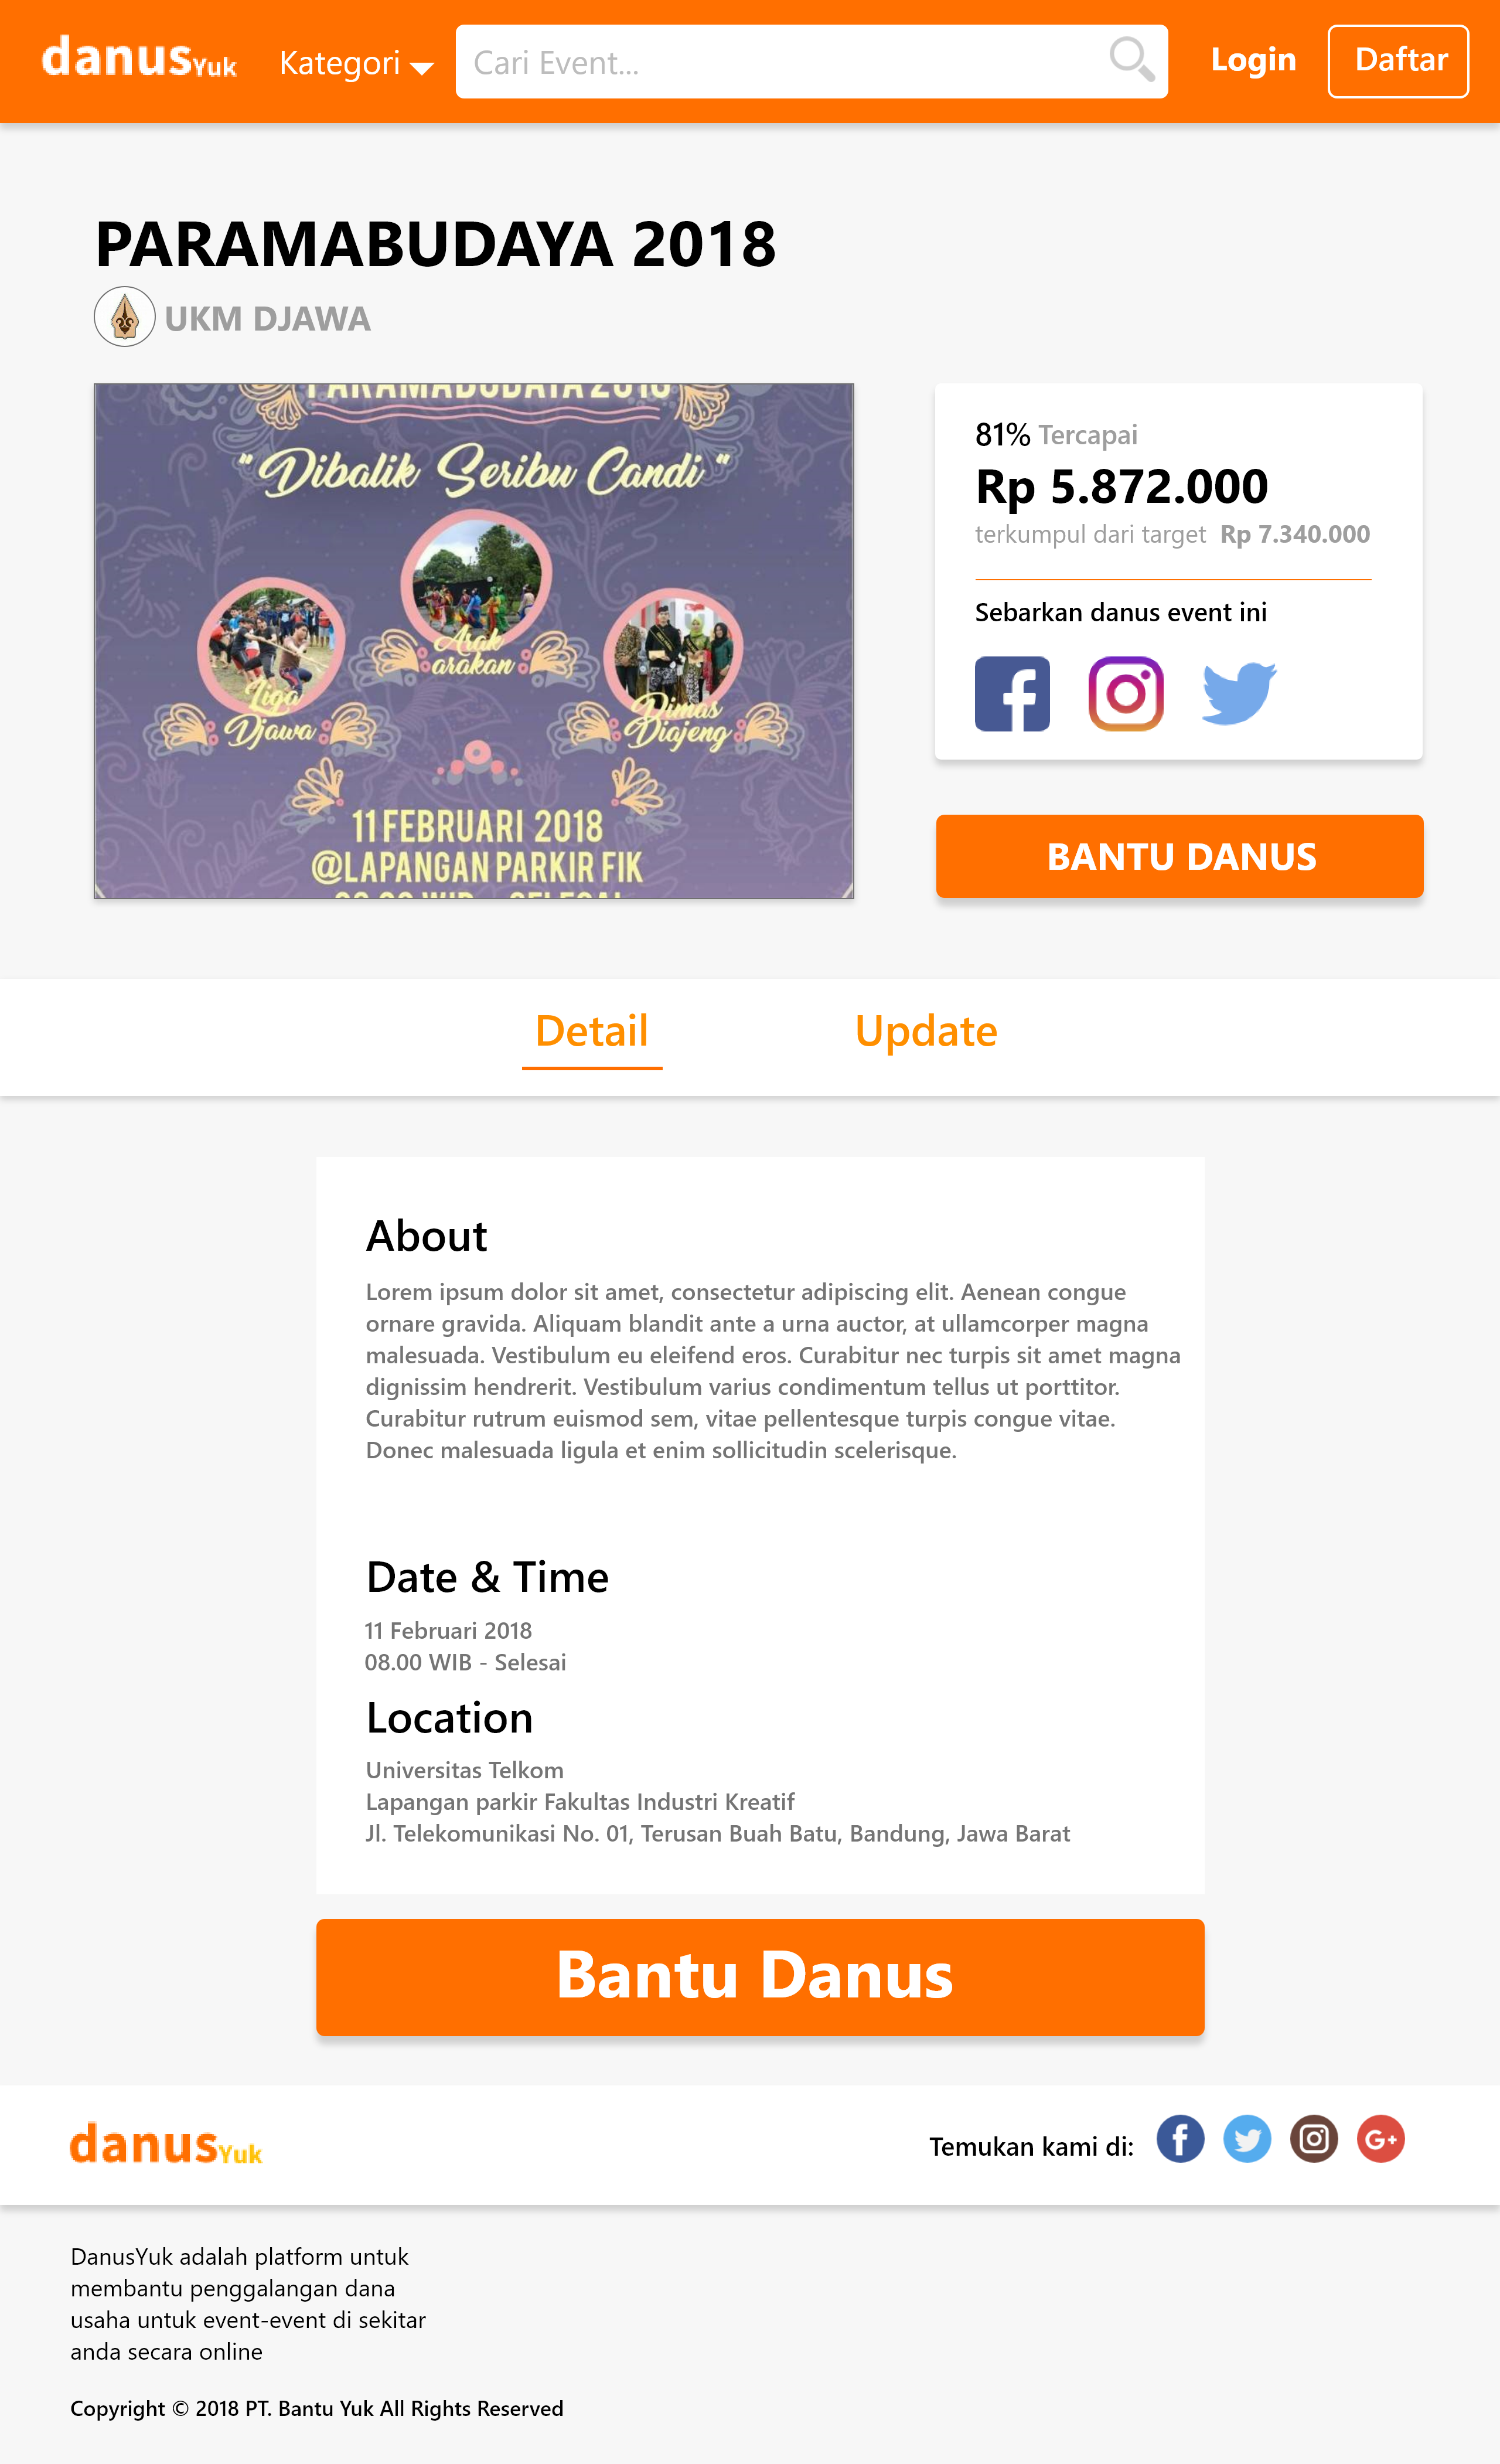 danusYuk
Kategori
Cari Event...
Login
Daftar
PARAMABUDAYA 2018
UKM DJAWA
PARAMABUDAYA 2018
"Dibalik Seribu Candi"
Arak
arakan
Liga
Djawa
Dimas
Diajeng
11 FEBRUARI 2018
@LAPANGAN PARKIR FIK
81% Tercapai
Rp 5.872.000
terkumpul dari target Rp 7.340.000
Sebarkan danus event ini
BANTU DANUS
Detail
Update
About
Lorem ipsum dolor sit amet, consectetur adipiscing elit. Aenean congue
ornare gravida. Aliquam blandit ante a urna auctor, at ullamcorper magna
malesuada. Vestibulum eu eleifend eros. Curabitur nec turpis sit amet magna
dignissim hendrerit. Vestibulum varius condimentum tellus ut porttitor.
Curabitur rutrum euismod sem, vitae pellentesque turpis congue vitae.
Donec malesuada ligula et enim sollicitudin scelerisque.
Date & Time
11 Februari 2018
08.00 WIB - Selesai
Location
Universitas Telkom
Lapangan parkir Fakultas Industri Kreatif
Jl. Telekomunikasi No. 01, Terusan Buah Batu, Bandung, Jawa Barat
Bantu Danus
danusYuk
Temukan kami di:
DanusYuk adalah platform untuk
membantu penggalangan dana
usaha untuk event-event di sekitar
anda secara online
Copyright © 2018 PT. Bantu Yuk All Rights Reserved